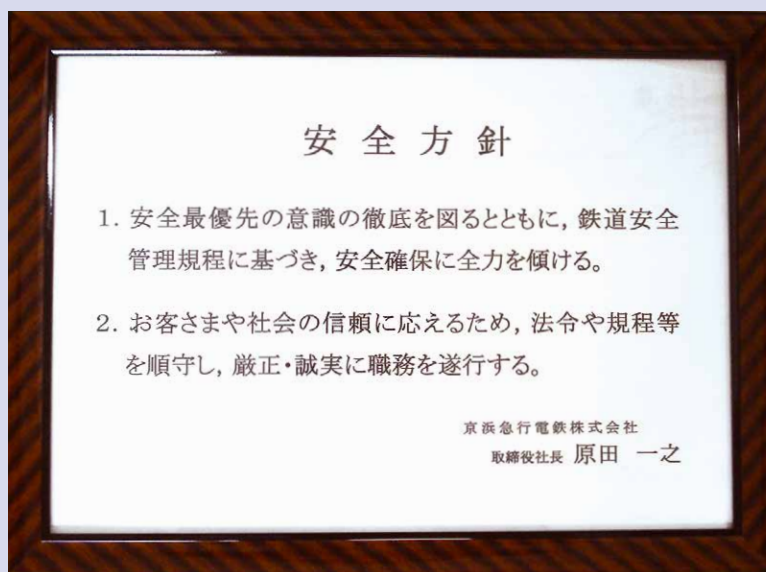 安全方針
1. 安全最優先の意識の徹底を図るとともに, 鉄道安全
管理規程に基づき, 安全確保に全力を傾ける。
2. お客さまや社会の信頼に応えるため, 法令や規程等
を順守し, 厳正・誠実に職務を遂行する。
京浜急行電鉄株式会社
取締役社長 原田 一之